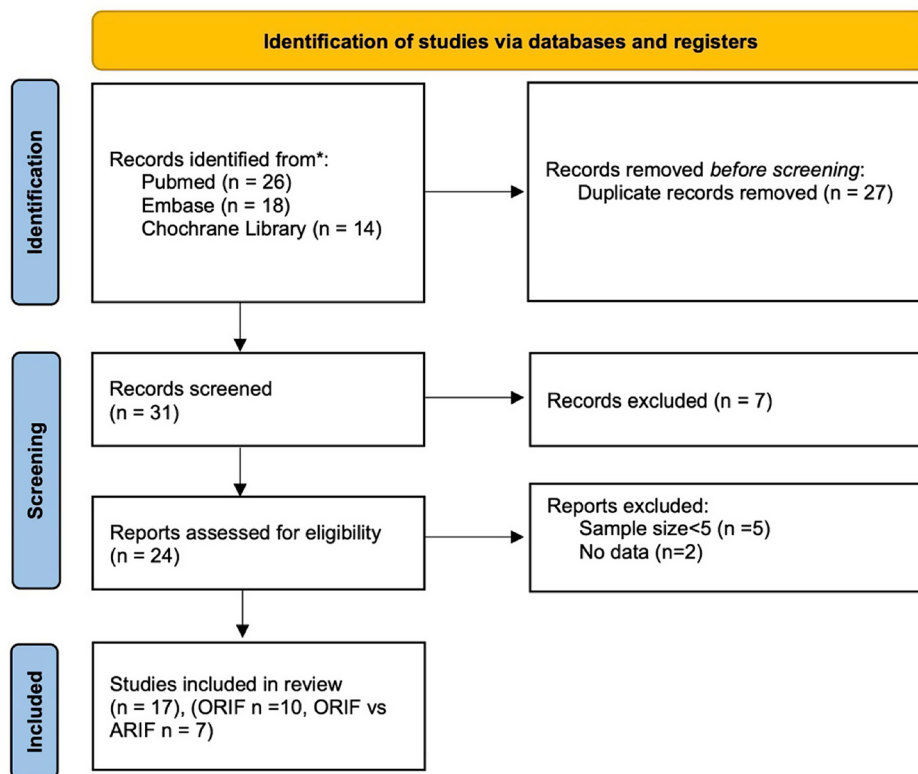 Identification of studies via databases and registers
Identification
Records identified from*:
Pubmed (n = 26)
Embase (n = 18)
Chochrane Library (n = 14)
Records removed before screening:
Duplicate records removed (n = 27)
Screening
Records screened
(n = 31)
Records excluded (n = 7)
Reports assessed for eligibility
(n = 24)
Reports excluded:
Sample size<5 (n =5)
No data (n=2)
Included
Studies included in review
(n = 17), (ORIF n =10, ORIF vs
ARIF n = 7)